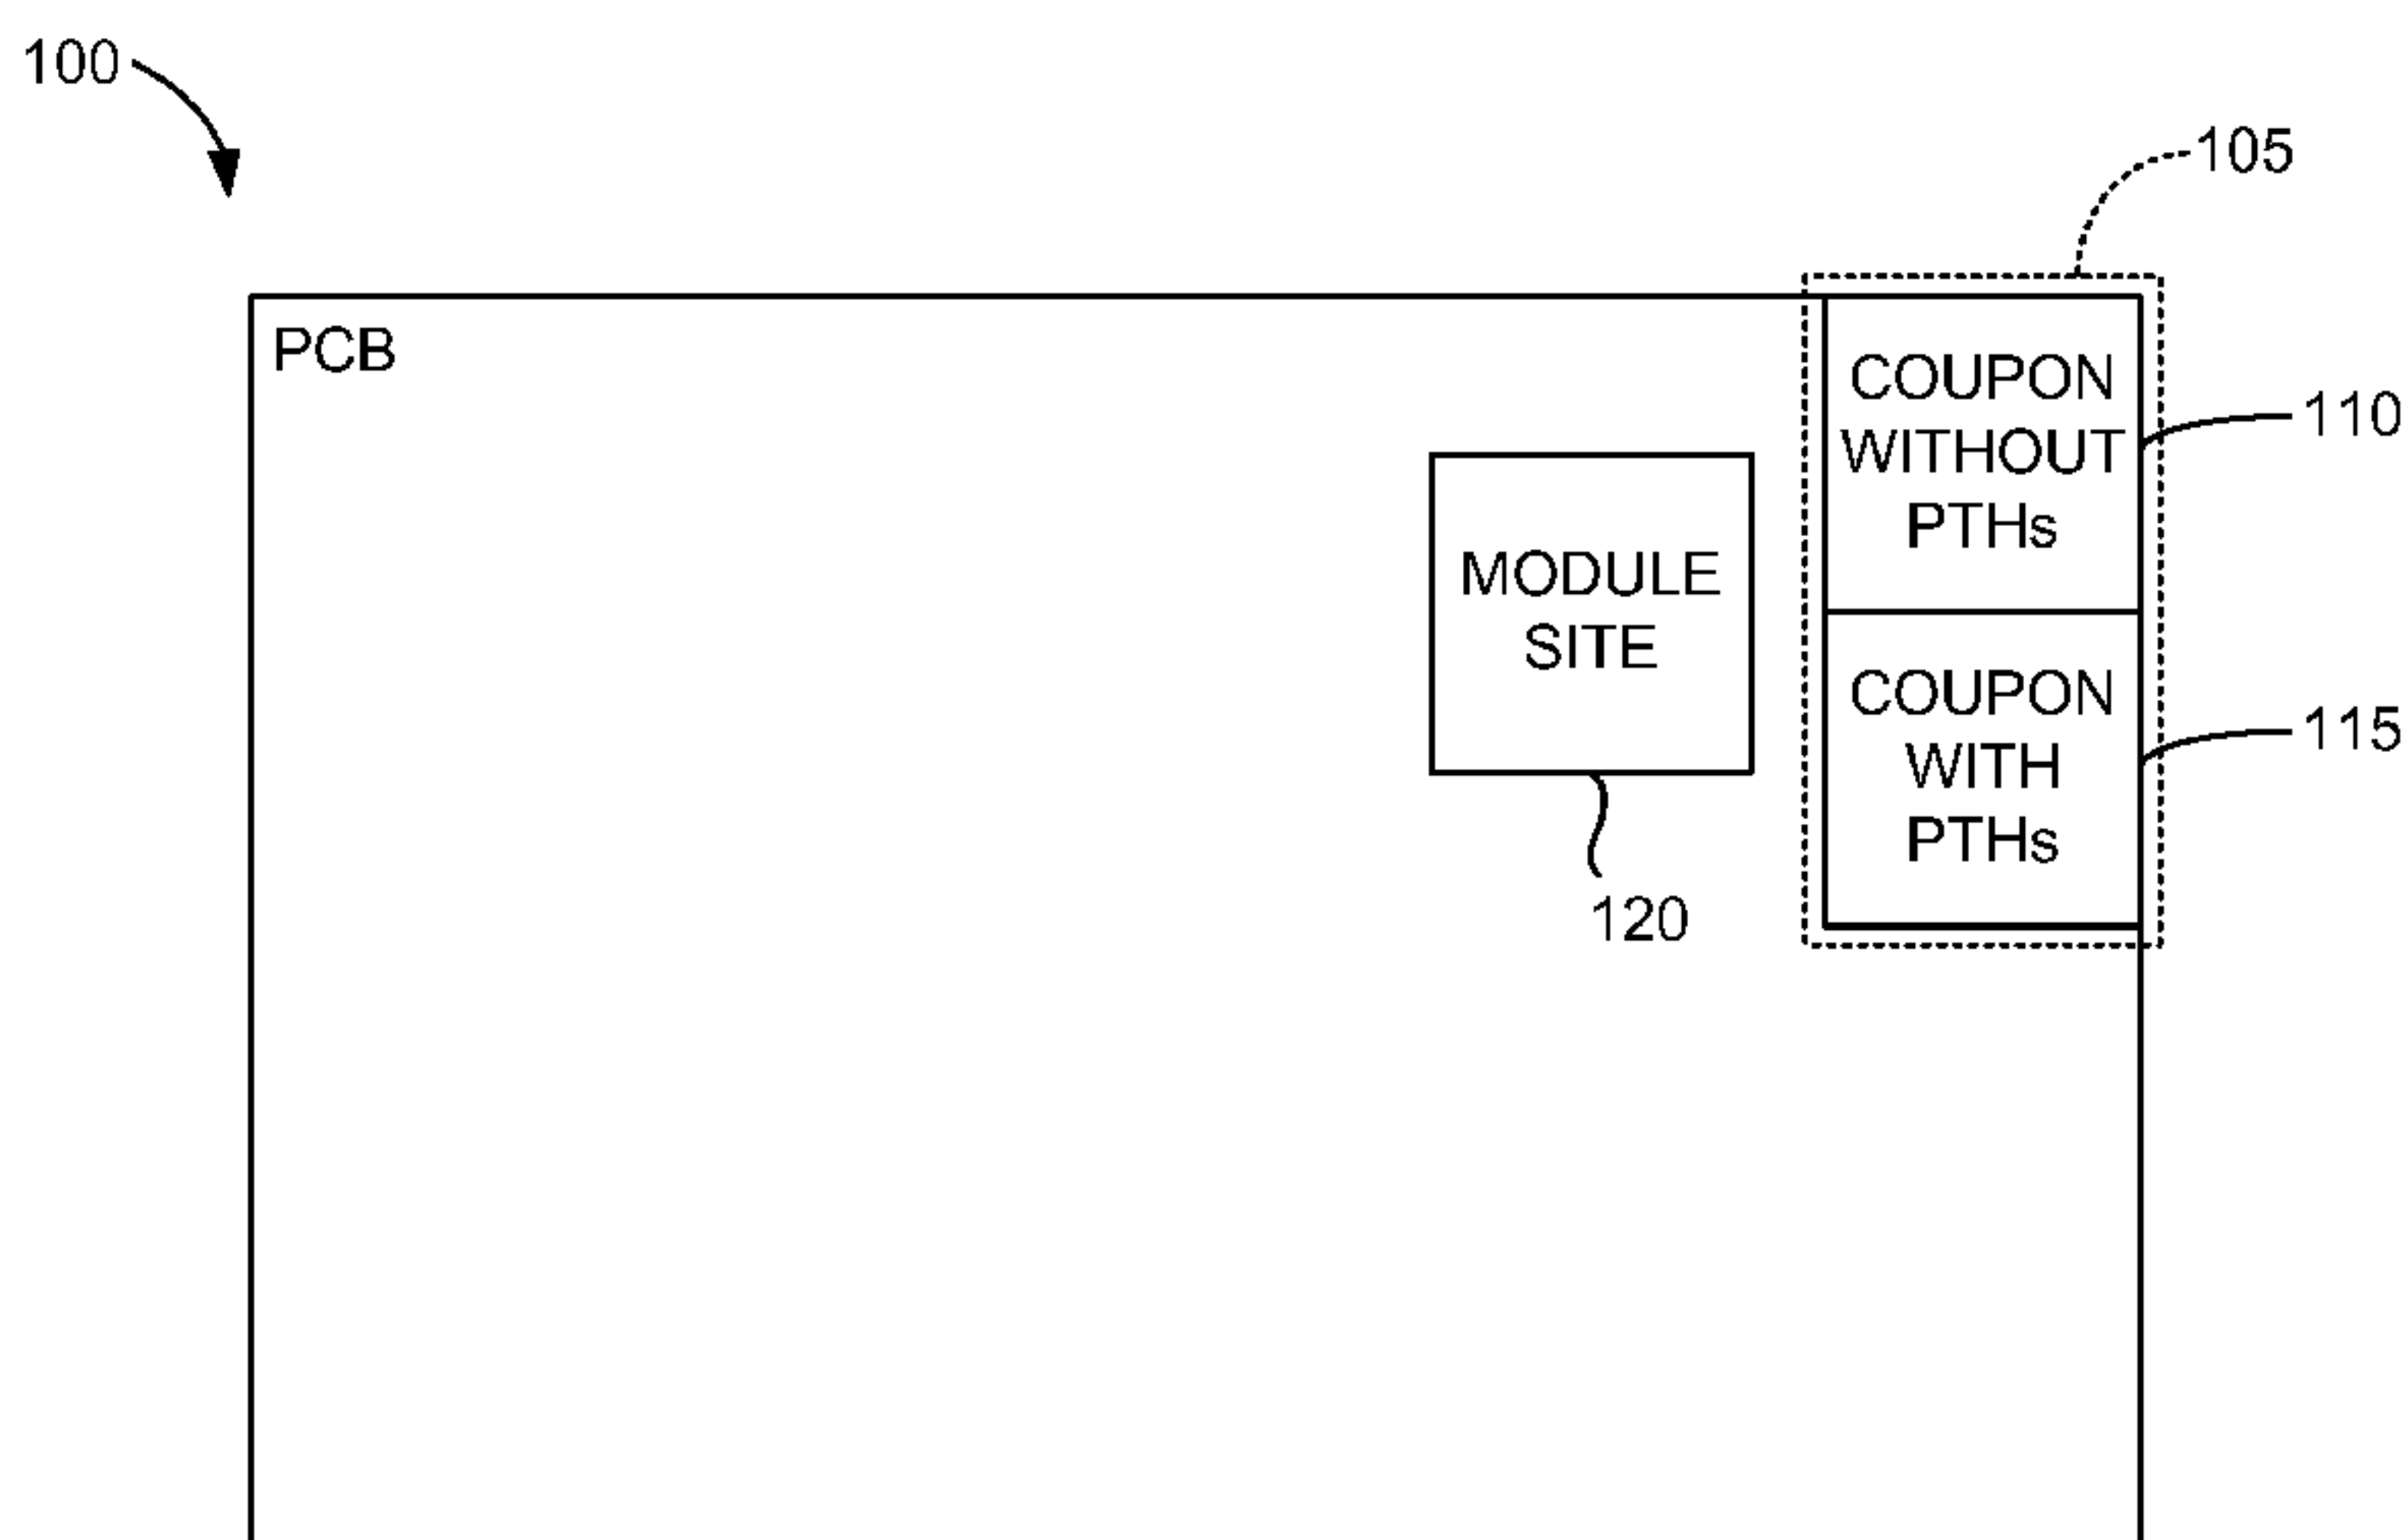 100
105
PCB
COUPON
WITHOUT
PTHs
110
MODULE
SITE
COUPON
WITH
PTHs
115
120